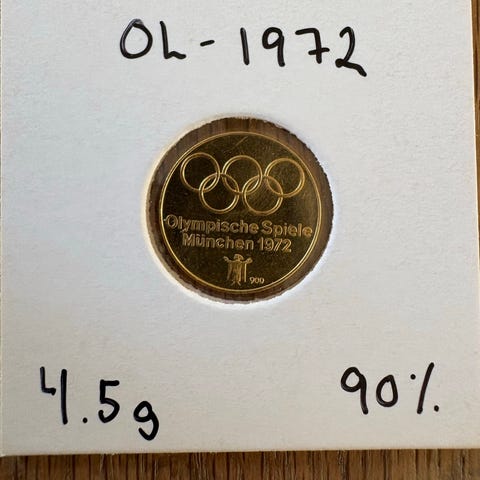 OL-1972
Olympische Spiele
München 1972
900
4.5g 90%